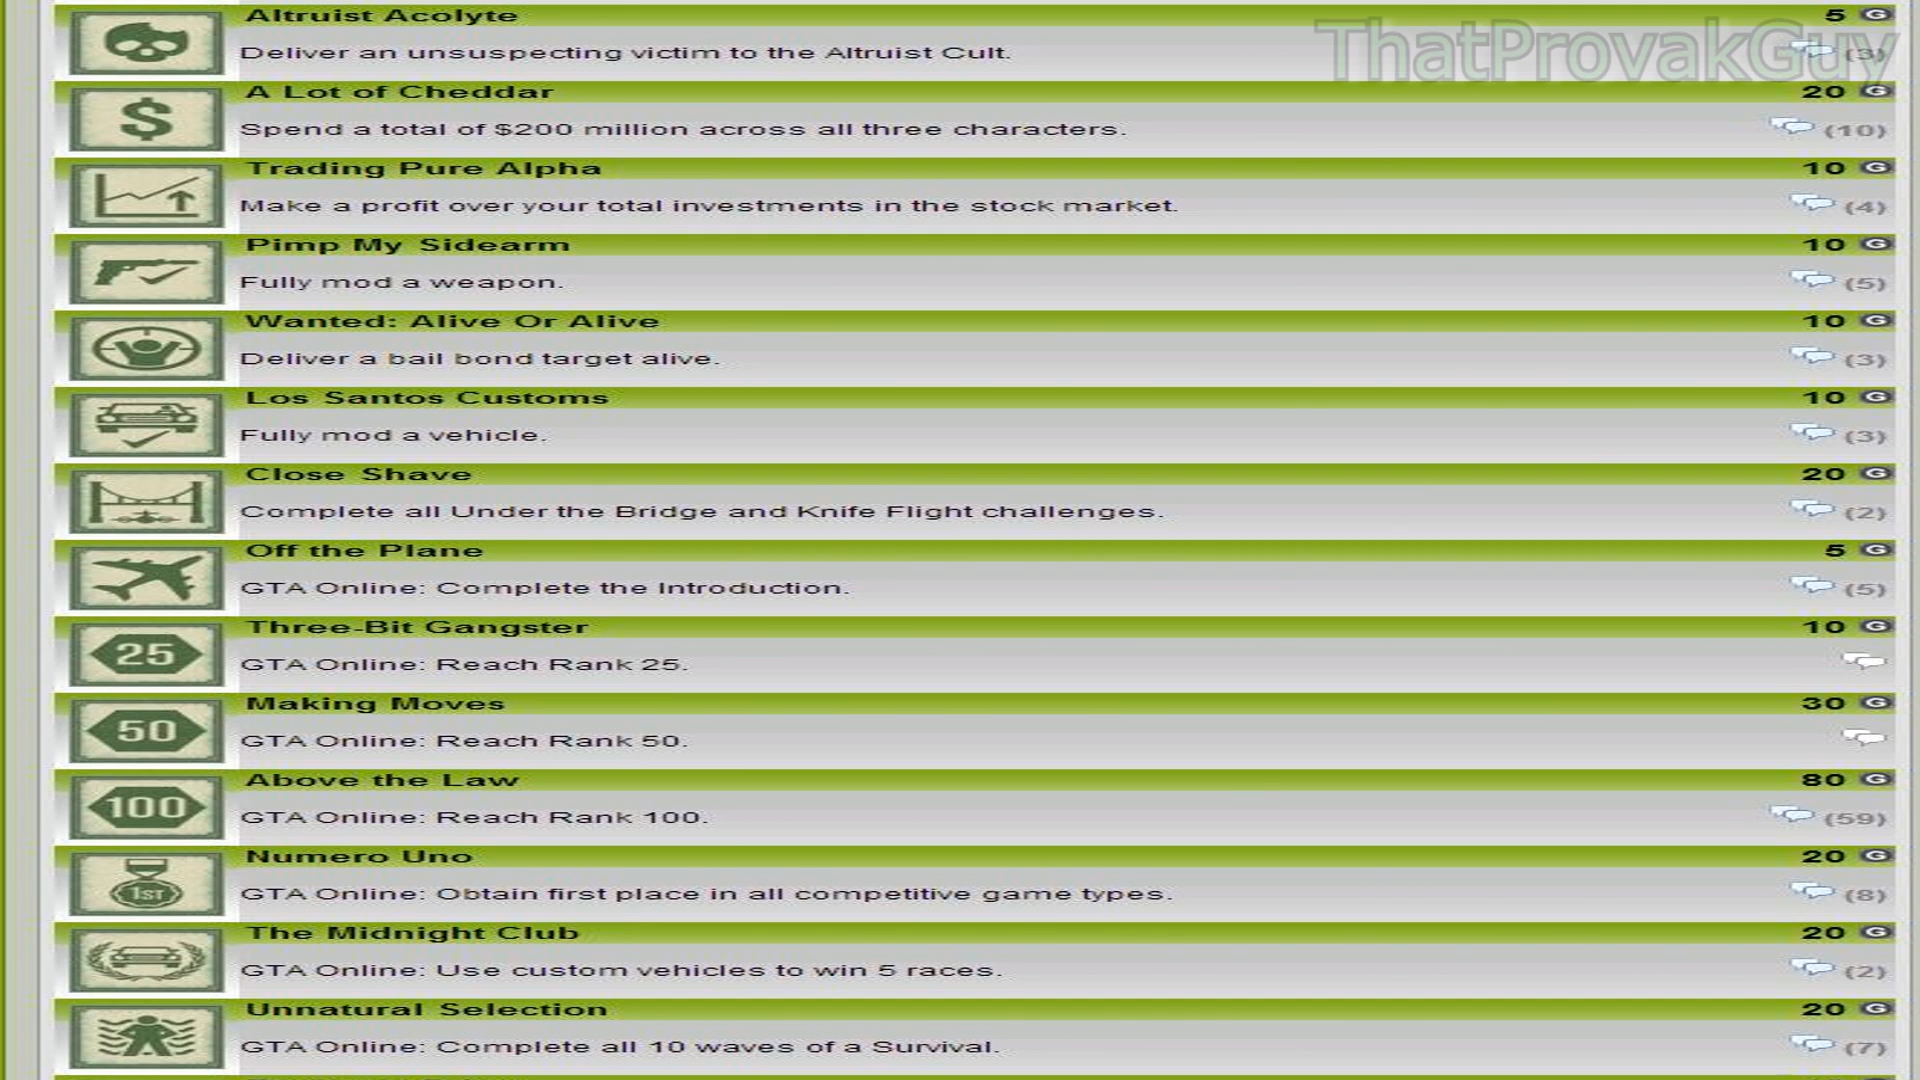 Altruist Acolyte 5 G
ThatProvakGuy
Deliver an unsuspecting victim to the Altruist Cult. (3)
A Lot of Cheddar 20 G
$
Spend a total of $200 million across all three characters. (10)
Trading Pure Alpha 10 G
Make a profit over your total investments in the stock market. (4)
Pimp My Sidearm 10 G
Fully mod a weapon. (5)
Wanted: Alive Or Alive 10 G
Deliver a bail bond target alive. (3)
Los Santos Customs 10 G
Fully mod a vehicle. (3)
Close Shave 20 G
Complete all Under the Bridge and Knife Flight challenges. (2)
Off the Plane 5 G
GTA Online: Complete the Introduction. (5)
Three-Bit Gangster 10 G
25
GTA Online: Reach Rank 25.
Making Moves 30 G
50
GTA Online: Reach Rank 50.
Above the Law 80 G
100
GTA Online: Reach Rank 100. (59)
Numero Uno 20 G
1ST
GTA Online: Obtain first place in all competitive game types. (8)
The Midnight Club 20 G
GTA Online: Use custom vehicles to win 5 races. (2)
Unnatural Selection 20 G
GTA Online: Complete all 10 waves of a Survival. (7)